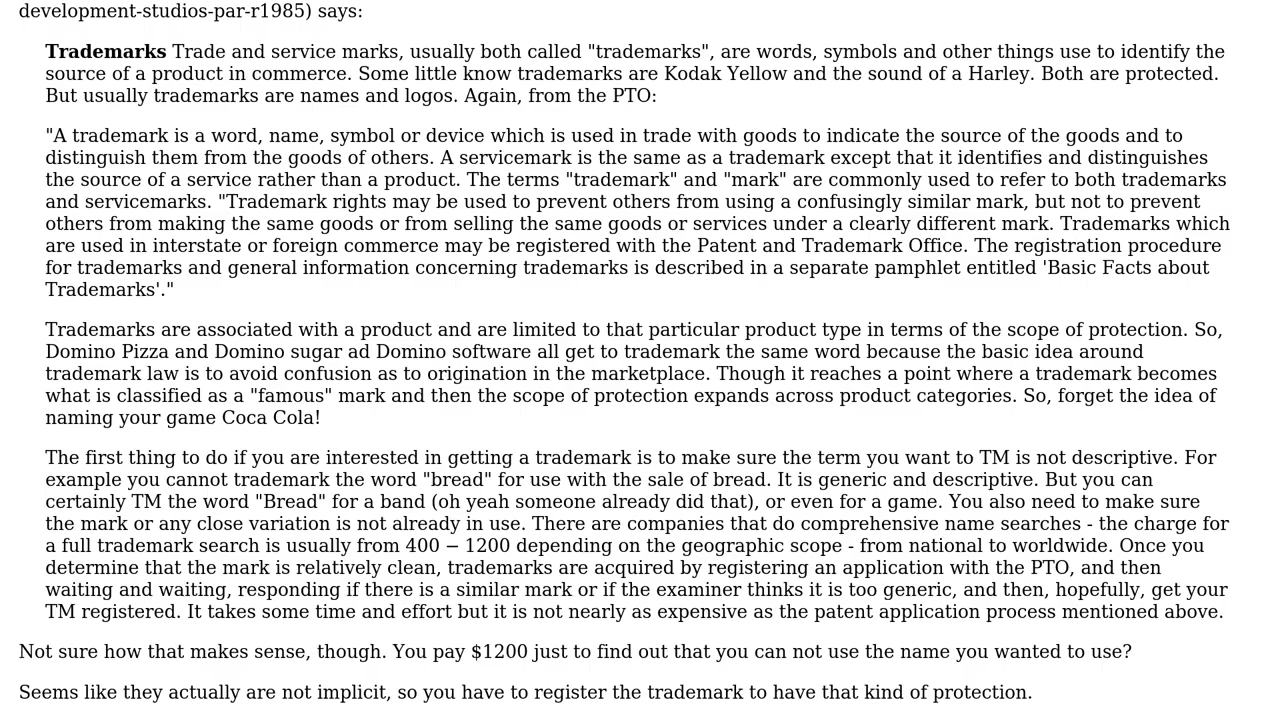 development-studios-par-r1985) says:
Trademarks Trade and service marks, usually both called "trademarks", are words, symbols and other things use to identify the
source of a product in commerce. Some little know trademarks are Kodak Yellow and the sound of a Harley. Both are protected.
But usually trademarks are names and logos. Again, from the PTO:
"A trademark is a word, name, symbol or device which is used in trade with goods to indicate the source of the goods and to
distinguish them from the goods of others. A servicemark is the same as a trademark except that it identifies and distinguishes
the source of a service rather than a product. The terms "trademark" and "mark" are commonly used to refer to both trademarks
and servicemarks. "Trademark rights may be used to prevent others from using a confusingly similar mark, but not to prevent
others from making the same goods or from selling the same goods or services under a clearly different mark. Trademarks which
are used in interstate or foreign commerce may be registered with the Patent and Trademark Office. The registration procedure
for trademarks and general information concerning trademarks is described in a separate pamphlet entitled 'Basic Facts about
Trademarks'."
Trademarks are associated with a product and are limited to that particular product type in terms of the scope of protection. So,
Domino Pizza and Domino sugar ad Domino software all get to trademark the same word because the basic idea around
trademark law is to avoid confusion as to origination in the marketplace. Though it reaches a point where a trademark becomes
what is classified as a "famous" mark and then the scope of protection expands across product categories. So, forget the idea of
naming your game Coca Cola!
The first thing to do if you are interested in getting a trademark is to make sure the term you want to TM is not descriptive. For
example you cannot trademark the word "bread" for use with the sale of bread. It is generic and descriptive. But you can
certainly TM the word "Bread" for a band (oh yeah someone already did that), or even for a game. You also need to make sure
the mark or any close variation is not already in use. There are companies that do comprehensive name searches - the charge for
a full trademark search is usually from 400 − 1200 depending on the geographic scope - from national to worldwide. Once you
determine that the mark is relatively clean, trademarks are acquired by registering an application with the PTO, and then
waiting and waiting, responding if there is a similar mark or if the examiner thinks it is too generic, and then, hopefully, get your
TM registered. It takes some time and effort but it is not nearly as expensive as the patent application process mentioned above.
Not sure how that makes sense, though. You pay $1200 just to find out that you can not use the name you wanted to use?
Seems like they actually are not implicit, so you have to register the trademark to have that kind of protection.